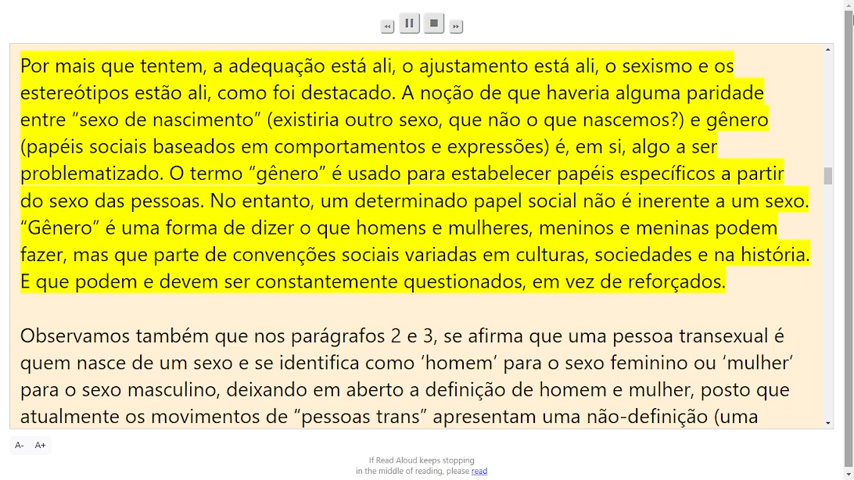 Por mais que tentem, a adequação está ali, o ajustamento está ali, o sexismo e os
estereótipos estão ali, como foi destacado. A noção de que haveria alguma paridade
entre “sexo de nascimento” (existiria outro sexo, que não o que nascemos?) e gênero
(papéis sociais baseados em comportamentos e expressões) é, em si, algo a ser
problematizado. O termo “gênero” é usado para estabelecer papéis específicos a partir
do sexo das pessoas. No entanto, um determinado papel social não é inerente a um sexo.
“Gênero” é uma forma de dizer o que homens e mulheres, meninos e meninas podem
fazer, mas que parte de convenções sociais variadas em culturas, sociedades e na história.
E que podem e devem ser constantemente questionados, em vez de reforçados.
Observamos também que nos parágrafos 2 e 3, se afirma que uma pessoa transexual é
quem nasce de um sexo e se identifica como ‘homem’ para o sexo feminino ou ‘mulher’
para o sexo masculino, deixando em aberto a definição de homem e mulher, posto que
atualmente os movimentos de “pessoas trans” apresentam uma não-definição (uma
A- A+
If Read Aloud keeps stopping
in the middle of reading, please read